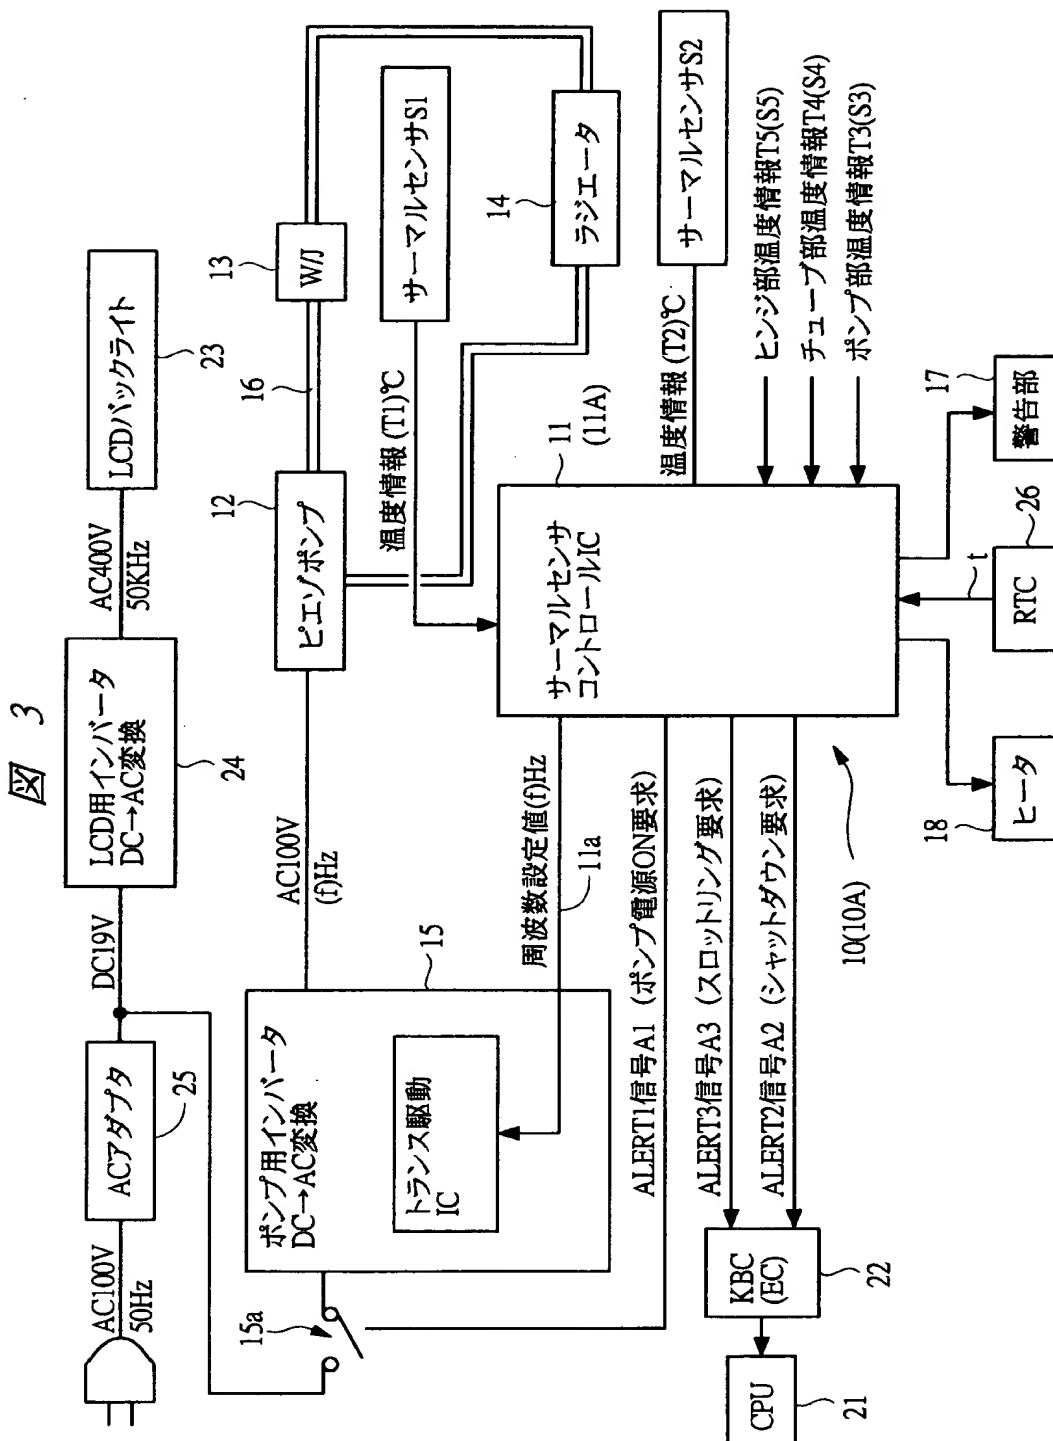 図 3
AC100V
50Hz
ACアダプタ
25
DC19V
LCD用インバータ
DC→AC変換
24
AC400V
50KHz
LCDバックライト
23
15a
ポンプ用インバータ
DC→AC変換
トランス駆動
IC
15
AC100V
(f)Hz
ピエゾポンプ
12
16
W/J
13
温度情報 (T1)℃
サーマルセンサS1
14
ラジエータ
周波数設定値(f)Hz
11a
サーマルセンサ
コントロールIC
11
(11A)
温度情報 (T2)℃
サーマルセンサS2
ALERT1信号A1 (ポンプ電源ON要求)
ALERT3信号A3 (スロットリング要求)
ALERT2信号A2 (シャットダウン要求)
ヒンジ部温度情報T5(S5)
チューブ部温度情報T4(S4)
ポンプ部温度情報T3(S3)
CPU
21
KBC
(EC)
22
10(10A)
18
ヒータ
t
RTC
26
17
警告部